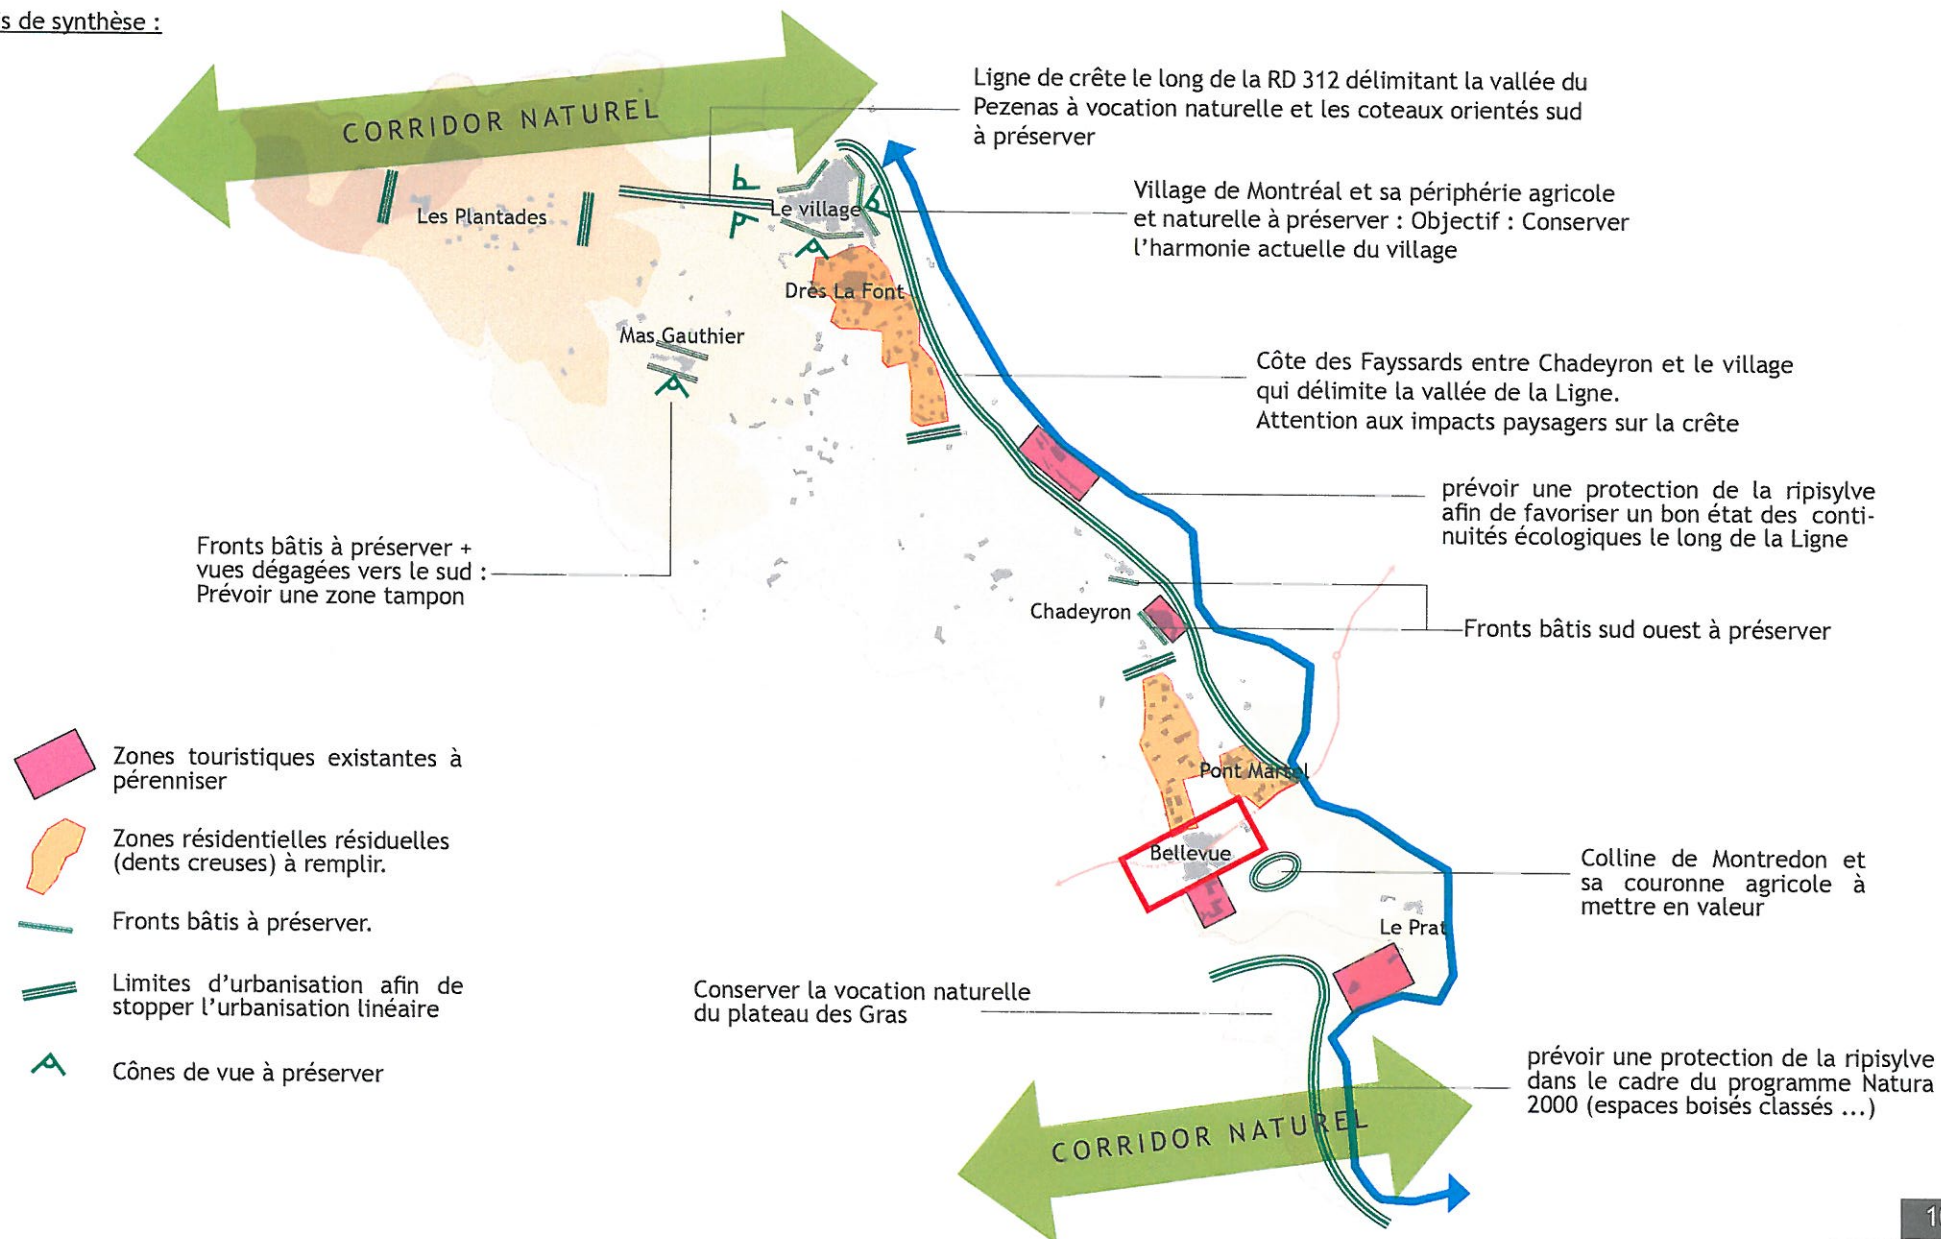 s de synthèse :
CORRIDOR NATUREL
Ligne de crête le long de la RD 312 délimitant la vallée du
Pezenas à vocation naturelle et les coteaux orientés sud
à préserver
Les Plantades
Le village
Village de Montréal et sa périphérie agricole
et naturelle à préserver : Objectif : Conserver
l'harmonie actuelle du village
Drès La Font
Mas Gauthier
Côte des Fayssards entre Chadeyron et le village
qui délimite la vallée de la Ligne.
Attention aux impacts paysagers sur la crête
prévoir une protection de la ripisylve
afin de favoriser un bon état des conti-
nuités écologiques le long de la Ligne
Fronts bâtis à préserver +
vues dégagées vers le sud :
Prévoir une zone tampon
Chadeyron
Fronts bâtis sud ouest à préserver
Zones touristiques existantes à
pérenniser
Zones résidentielles résiduelles
(dents creuses) à remplir.
Fronts bâtis à préserver.
Limites d'urbanisation afin de
stopper l'urbanisation linéaire
Cônes de vue à préserver
Pont Martel
Bellevue
Colline de Montredon et
sa couronne agricole à
mettre en valeur
Le Prat
Conserver la vocation naturelle
du plateau des Gras
prévoir une protection de la ripisylve
dans le cadre du programme Natura
2000 (espaces boisés classés ...)
CORRIDOR NATUREL